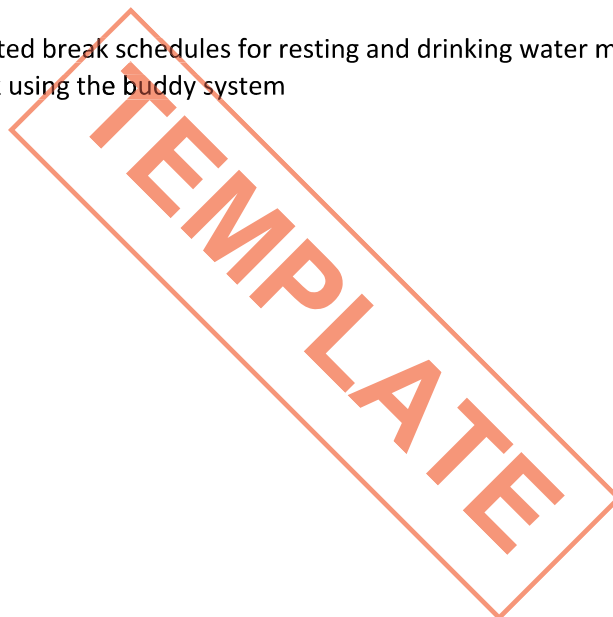 ted break schedules for resting and drinking water
using the buddy system
TEMPLATE